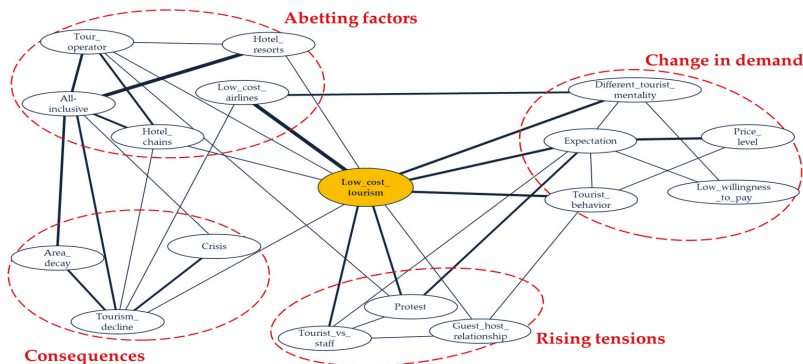 Abetting factors
Tour_
operator
Hotel_
resorts
Change in demand
All-
inclusive
Low_cost_
airlines
Different_tourist_
mentality
Hotel_
chains
Expectation
Price_
level
Low_cost_
tourism
Tourist_
behavior
Low_willingness
_to_pay
Area_
decay
Crisis
Tourism_
decline
Protest
Tourist_vs_
staff
Guest_host_
relationship
Rising tensions
Consequences